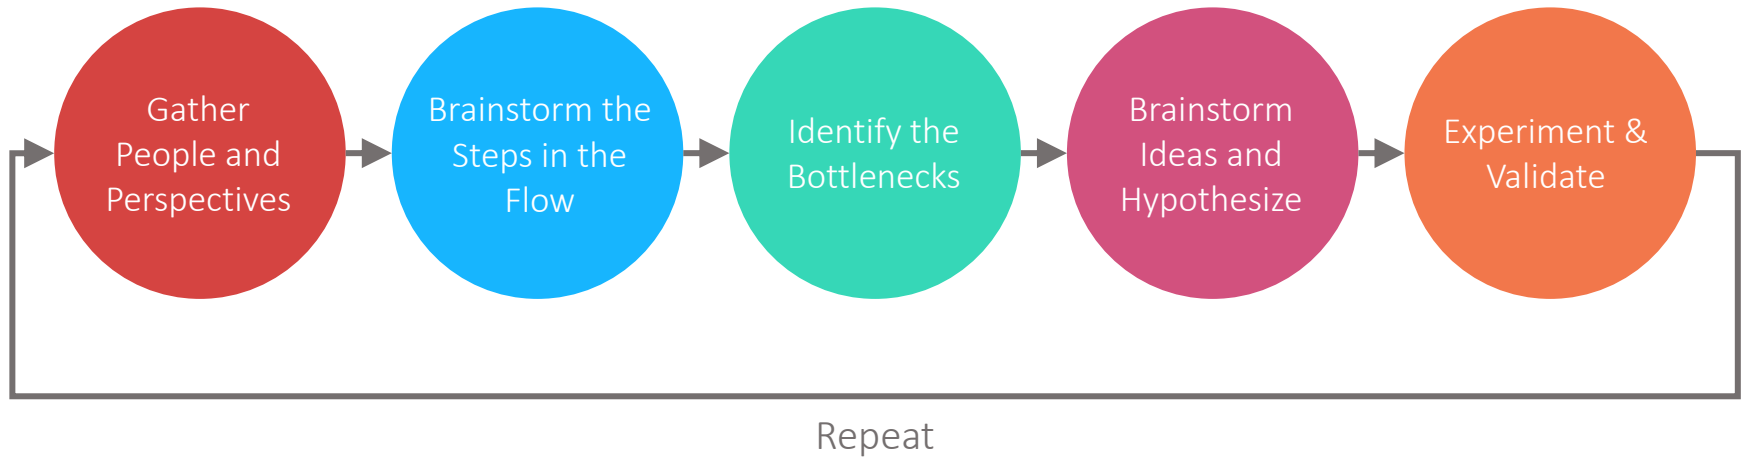 Gather
People and
Perspectives
Brainstorm the
Steps in the
Flow
Identify the
Bottlenecks
Brainstorm
Ideas and
Hypothesize
Experiment &
Validate
Repeat